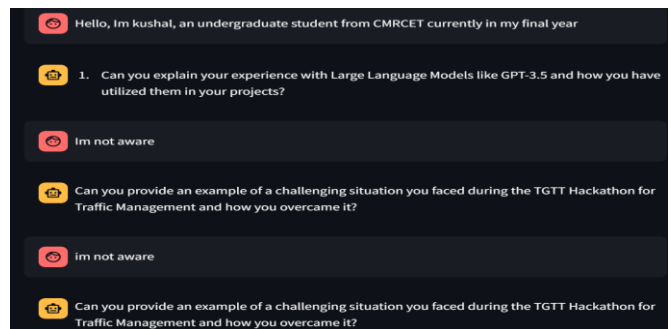 Hello, Im kushal, an undergraduate student from CMRCET currently in my final year
1. Can you explain your experience with Large Language Models like GPT-3.5 and how you have
utilized them in your projects?
Im not aware
Can you provide an example of a challenging situation you faced during the TGTT Hackathon for
Traffic Management and how you overcame it?
im not aware
Can you provide an example of a challenging situation you faced during the TGTT Hackathon for
Traffic Management and how you overcame it?